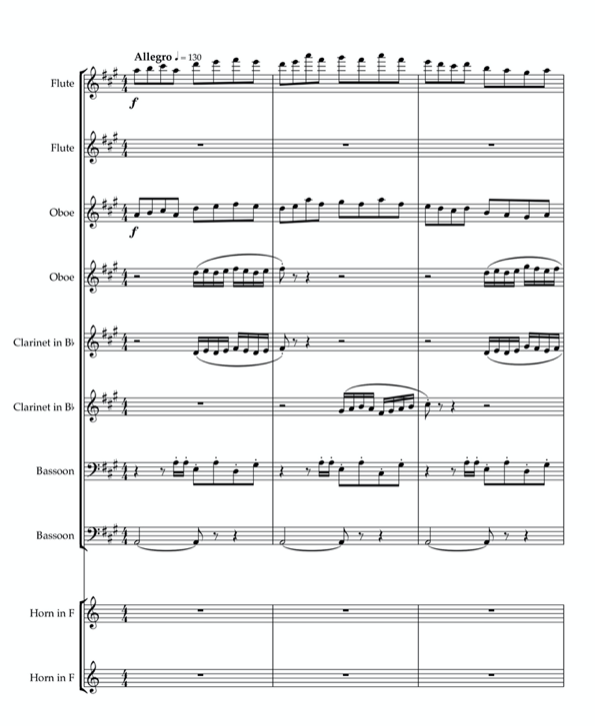 Allegro ♩ = 130
Flute
f
Flute
Oboe
f
Oboe
Clarinet in B♭
Clarinet in B♭
Bassoon
Bassoon
Horn in F
Horn in F